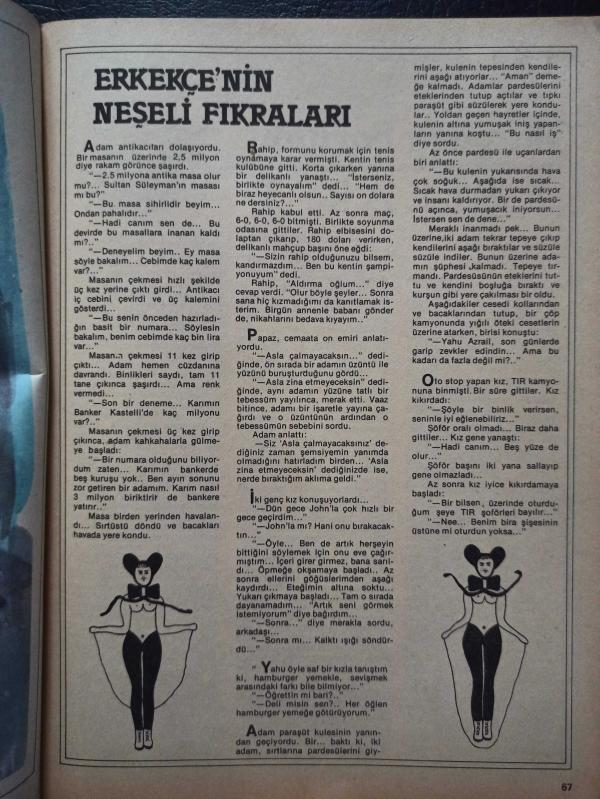 ERKEKÇE'NİN
NEŞELİ FIKRALARI
Adam antikacıları dolaşıyordu.
Bir masanın üzerinde 2,5 milyon
diye rakam görünce şaşırdı.
"—2.5 milyona antika masa olur
mu?... Sultan Süleyman'ın masası
mı bu?"
"—Bu masa sihirlidir beyim...
Ondan pahalıdır..."
"—Hadi canım sen de... Bu
devirde bu masallara inanan kaldı
mı?.."
"—Deneyelim beyim.. Ey masa
söyle bakalım... Cebimde kaç kalem
var?..."
Masanın çekmesi hızlı şekilde
üç kez yerine çıktı girdi... Antikacı
iç cebini çevirdi ve üç kalemini
gösterdi...
"—Bu senin önceden hazırladı-
ğın basit bir numara... Söylesin
bakalım, benim cebimde kaç bin lira
var..."
Masanın çekmesi 11 kez girip
çıktı... Adam hemen cüzdanına
davrandı. Binlikleri saydı, tam 11
tane çıkınca şaşırdı... Ama renk
vermedi...
"—Son bir deneme... Karımın
Banker Kastelli'de kaç milyonu
var?.."
Masanın çekmesi üç kez girip
çıkınca, adam kahkahalarla gülme-
ye başladı:
"—Bir numara olduğunu biliyor-
dum zaten... Karımın bankerde
beş kuruşu yok.. Ben ayın sonunu
zor getiren bir adamım. Karım nasıl
3 milyon biriktirir de bankere
yatırır.."
Masa birden yerinden havalan-
dı... Sırtüstü döndü ve bacakları
havada yere kondu.
Rahip, formunu korumak için tenis
oynamaya karar vermişti. Kentin tenis
kulübüne gitti. Korta çıkarken yanına
bir delikanlı yanaştı... "İsterseniz,
birlikte oynayalım" dedi... "Hem de
biraz heyecanlı olsun.. Sayısı on dolara
ne dersiniz?..."
Rahip kabul etti. Az sonra maç,
6-0, 6-0, 6-0 bitmişti. Birlikte soyunma
odasına gittiler. Rahip elbisesini do-
laptan çıkarıp, 180 doları verirken,
delikanlı mahçup başını öne eğdi:
"—Sizin rahip olduğunuzu bilsem,
kandırmazdım... Ben bu kentin şampi-
yonuyum" dedi.
Rahip, "Aldırma oğlum..." diye
cevap verdi. "Olur böyle şeyler... Sonra
sana hiç kızmadığımı da kanıtlamak is-
terim. Birgün annenle babanı gönder
de, nikahlarını bedava kıyayım.."
Papaz, cemaata on emiri anlatı-
yordu.
"—Asla çalmayacaksın..." dedi-
ğinde, ön sırada bir adamın üzüntü ile
yüzünü buruşturduğunu gördü...
"—Asla zina etmeyeceksin" dedi-
ğinde, aynı adamın yüzüne tatlı bir
tebessüm yayılınca, merak etti. Vaaz
bitince, adamı bir işaretle yayına ça-
ğırdı ve o üzüntünün ardından o
tebessümün sebebini sordu.
Adam anlattı:
—Siz 'Asla çalmayacaksınız' de-
diğiniz zaman şemsiyemin yanımda
olmadığını hatırladım birden... 'Asla
zina etmeyeceksin' dediğinizde ise,
nerde bıraktığım aklıma geldi."
İki genç kız konuşuyorlardı...
"—Dün gece John'la çok hızlı bir
gece geçirdim..."
"—John'la mı? Hani onu bırakacak-
tın..."
"—Öyle... Ben de artık herşeyin
bittiğini söylemek için onu eve çağır-
mıştım... İçeri girer girmez, bana sarıl-
dı... Öpmeğe okşamaya başladı.. Az
sonra ellerini göğüslerimden aşağı
kaydırdı... Eteğimin altına soktu...
Yukarı çıkmaya başladı... Tam o sırada
dayanamadım... "Artık seni görmek
istemiyorum" diye bağırdım...
"—Sonra..." diye merakla sordu,
arkadaşı...
"—Sonra mı... Kalktı ışığı söndür-
dü..."
"Yahu öyle saf bir kızla tanıştım
ki, hamburger yemekle, sevişmek
arasındaki farkı bile bilmiyor..."
"—Öğrettin mi bari?.."
"—Deli misin sen?.. Her öğlen
hamburger yemeğe götürüyorum."
Adam paraşüt kulesinin yanın-
dan geçiyordu. Bir... baktı ki, iki
adam, sırtlarına pardesülerini giy-
mişler, kulenin tepesinden kendile-
rini aşağı atıyorlar... "Aman" deme-
ğe kalmadı. Adamlar pardesülerini
eteklerinden tutup açtılar ve tıpkı
paraşüt gibi süzülerek yere kondu-
lar.. Yoldan geçen hayretler içinde,
kulenin altına yumuşak iniş yapan-
ların yanına koştu... "Bu nasıl iş"
diye sordu.
Az önce pardesü ile uçanlardan
biri anlattı:
"—Bu kulenin yukarısında hava
çok soğuk... Aşağıda ise sıcak...
Sıcak hava durmadan yukarı çıkıyor
ve insanı kaldırıyor. Bir de pardesü-
nü açınca, yumuşacık iniyorsun...
İstersen sen de dene..."
Meraklı inanmadı pek... Bunun
üzerine,iki adam tekrar tepeye çıkıp
kendilerini aşağı bıraktılar ve süzüle
süzüle indiler. Bunun üzerine ada-
mın şüphesi kalmadı. Tepeye tır-
mandı. Pardesüsünün eteklerini tut-
tu ve kendini boşluğa bıraktı ve
kurşun gibi yere çakılması bir oldu.
Aşağıdakiler cesedi kollarından
ve bacaklarından tutup, bir çöp
kamyonunda yığılı öteki cesetlerin
üzerine atarken, birisi konuştu:
"—Yahu Azrail, son günlerde
garip zevkler edindin... Ama bu
kadarı da fazla değil mi?.."
Oto stop yapan kız, TIR kamyo-
nuna binmişti.Bir süre gittiler. Kız
kıkırdadı:
"—Şöyle bir binlik verirsen,
seninle iyi eğlenebiliriz..."
Şöför oralı olmadı... Biraz daha
gittiler... Kız gene yanaştı:
"—Hadi canım... Beş yüze de
olur..."
Şöför başını iki yana sallayıp
gene olmazladı...
Az sonra kız iyice kıkırdamaya
başladı:
"—Bir bilsen, üzerinde oturdu-
ğum şeye TIR şoförleri bayılır..."
"—Nee... Benim bira şişesinin
üstüne mi oturdun yoksa..."
67